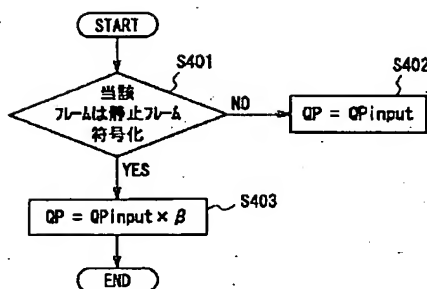 START
S401
当該
フレームは静止フレーム
符号化
NO
S402
QP = QPinput
YES
S403
QP = QPinput × β
END